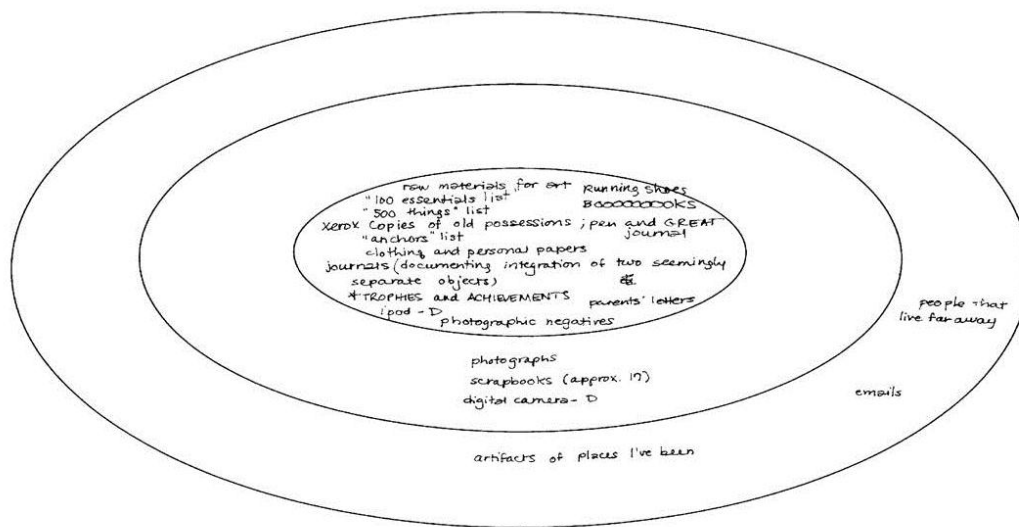 raw materials for art
Running Shoes
"100 essentials list"
BOOOOOOOOKS
"500 things" list
Xerox Copies of old possessions ; pen and GREAT
journal
"anchors" list
clothing and personal papers
journals (documenting integration of two seemingly
separate objects)
*TROPHIES and ACHIEVEMENTS
parents' letters
ipod - D
photographic negatives
photographs
scrapbooks (approx. 17)
digital camera - D
people that
live far away
emails
artifacts of places I've been